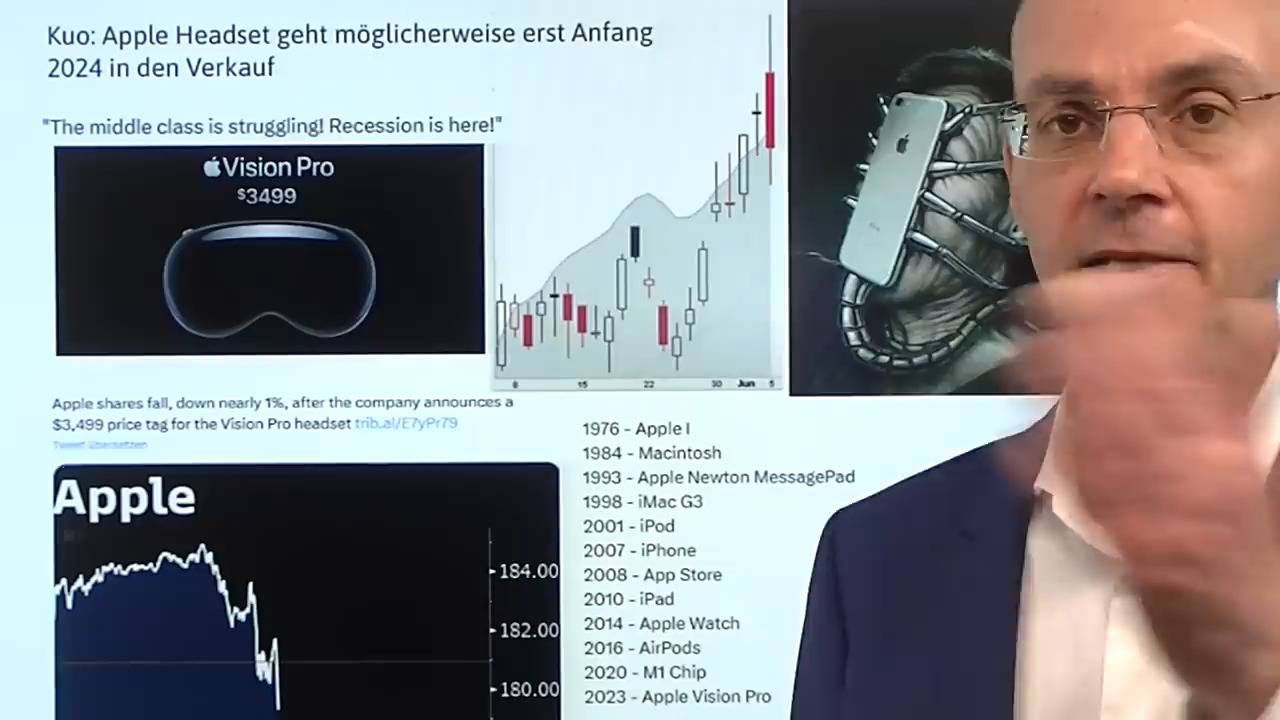 Kuo: Apple Headset geht möglicherweise erst Anfang
2024 in den Verkauf
"The middle class is struggling! Recession is here!"
Vision Pro
$3499
8 15 22 30 Jun 5
Apple shares fall, down nearly 1%, after the company announces a
$3,499 price tag for the Vision Pro headset trib.al/E7yPr79
Tweet übersetzen
Apple
184.00
182.00
180.00
1976 - Apple I
1984 - Macintosh
1993 - Apple Newton MessagePad
1998 - iMac G3
2001 - iPod
2007 - iPhone
2008 - App Store
2010 - iPad
2014 - Apple Watch
2016 - AirPods
2020 - M1 Chip
2023 - Apple Vision Pro